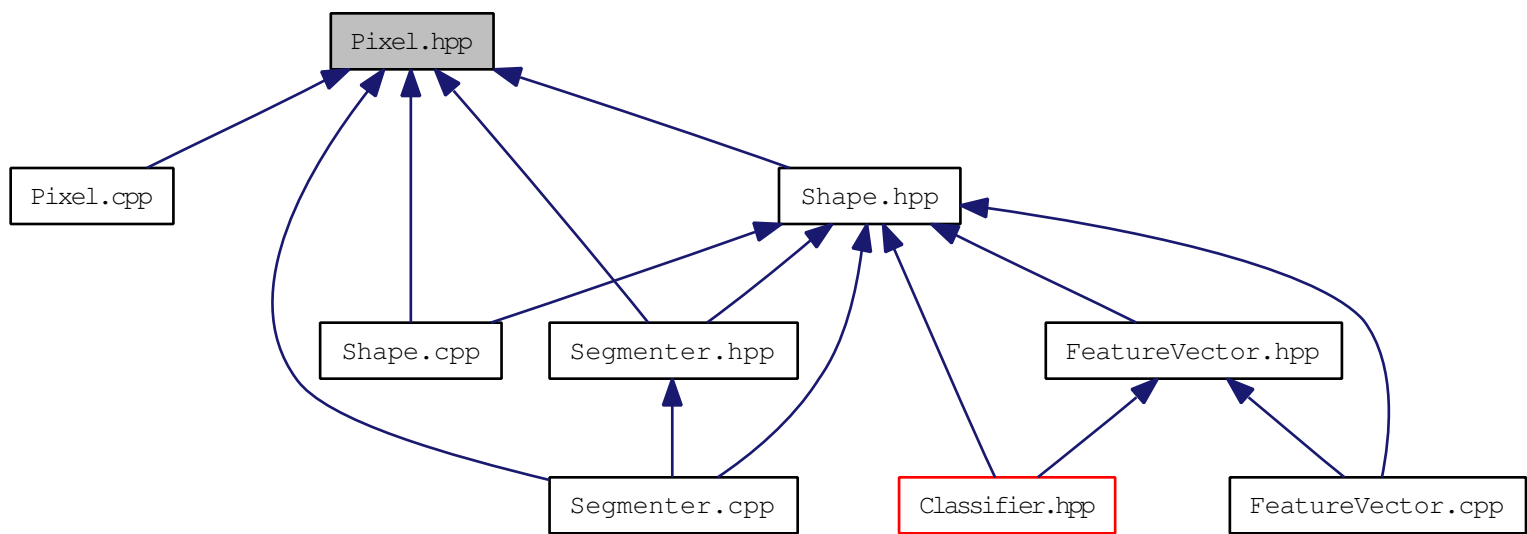 Pixel.hpp
Pixel.cpp
Shape.hpp
Shape.cpp
Segmenter.hpp
FeatureVector.hpp
Segmenter.cpp
Classifier.hpp
FeatureVector.cpp